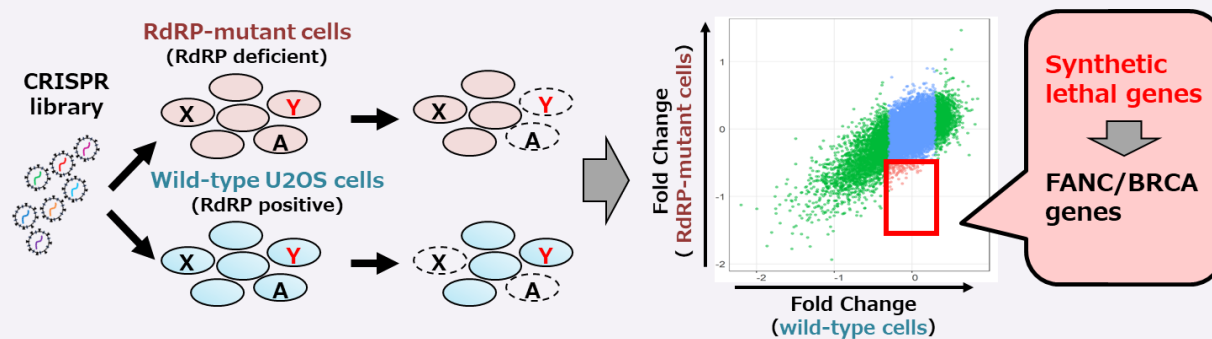 CRISPR
library
RdRP-mutant cells
(RdRP deficient)
X
Y
A
X
Y
A
Wild-type U2OS cells
(RdRP positive)
X
Y
A
X
Y
A
Fold Change
( RdRP-mutant cells)
1
0
-1
-2
-2
-1
0
Fold Change
(wild-type cells)
Synthetic
lethal genes
FANC/BRCA
genes